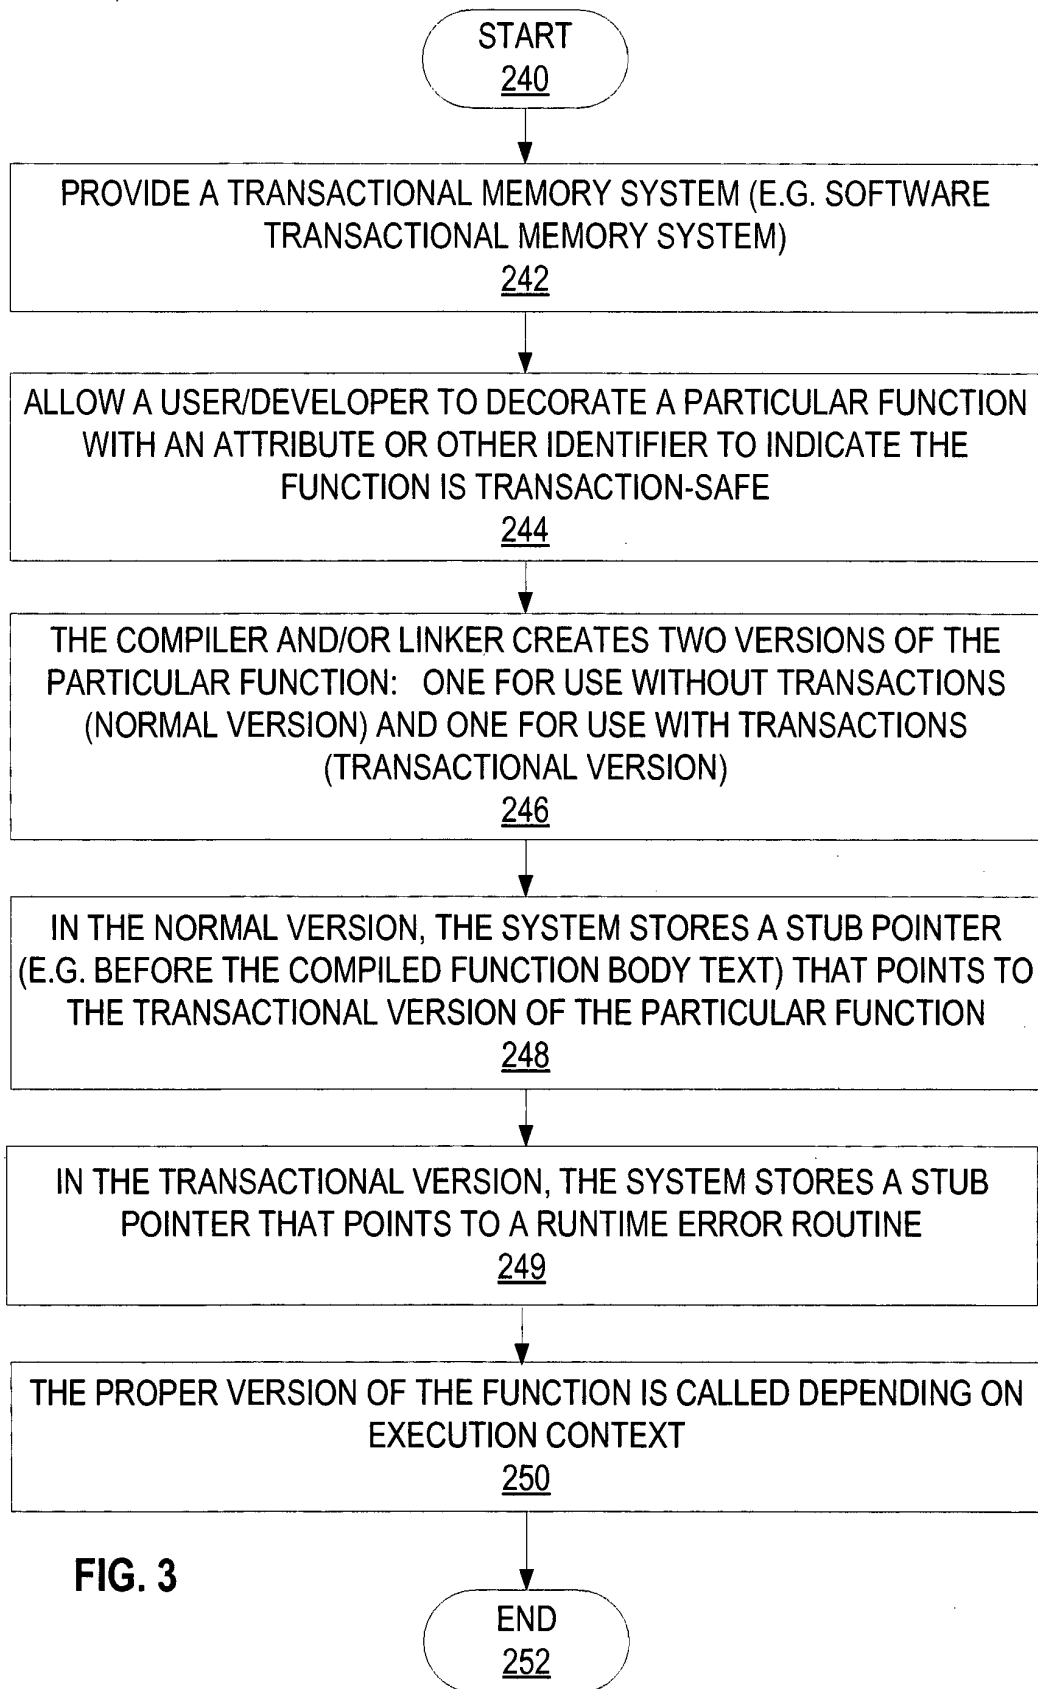 START
240
PROVIDE A TRANSACTIONAL MEMORY SYSTEM (E.G. SOFTWARE
TRANSACTIONAL MEMORY SYSTEM)
242
ALLOW A USER/DEVELOPER TO DECORATE A PARTICULAR FUNCTION
WITH AN ATTRIBUTE OR OTHER IDENTIFIER TO INDICATE THE
FUNCTION IS TRANSACTION-SAFE
244
THE COMPILER AND/OR LINKER CREATES TWO VERSIONS OF THE
PARTICULAR FUNCTION: ONE FOR USE WITHOUT TRANSACTIONS
(NORMAL VERSION) AND ONE FOR USE WITH TRANSACTIONS
(TRANSACTIONAL VERSION)
246
IN THE NORMAL VERSION, THE SYSTEM STORES A STUB POINTER
(E.G. BEFORE THE COMPILED FUNCTION BODY TEXT) THAT POINTS TO
THE TRANSACTIONAL VERSION OF THE PARTICULAR FUNCTION
248
IN THE TRANSACTIONAL VERSION, THE SYSTEM STORES A STUB
POINTER THAT POINTS TO A RUNTIME ERROR ROUTINE
249
THE PROPER VERSION OF THE FUNCTION IS CALLED DEPENDING ON
EXECUTION CONTEXT
250
FIG. 3
END
252